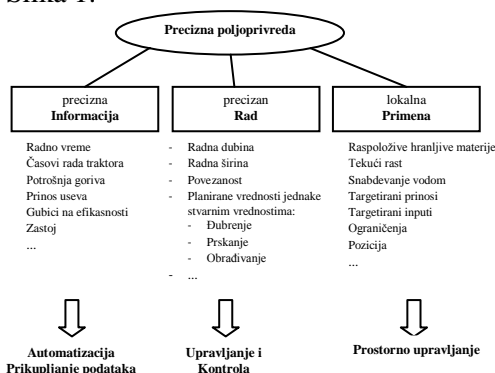 Slika 1.
Precizna poljoprivreda
precizna
Informacija
precizan
Rad
lokalna
Primena
Radno vreme
Časovi rada traktora
Potrošnja goriva
Prinos useva
Gubici na efikasnosti
Zastoj
...
- Radna dubina
- Radna širina
- Povezanost
- Planirane vrednosti jednake
stvarnim vrednostima:
- Đubrenje
- Prskanje
- Obrađivanje
- ...
Raspoložive hranljive materije
Tekući rast
Snabdevanje vodom
Targetirani prinosi
Targetirani inputi
Ograničenja
Pozicija
...
Automatizacija
Prikupljanje podataka
Upravljanje i
Kontrola
Prostorno upravljanje